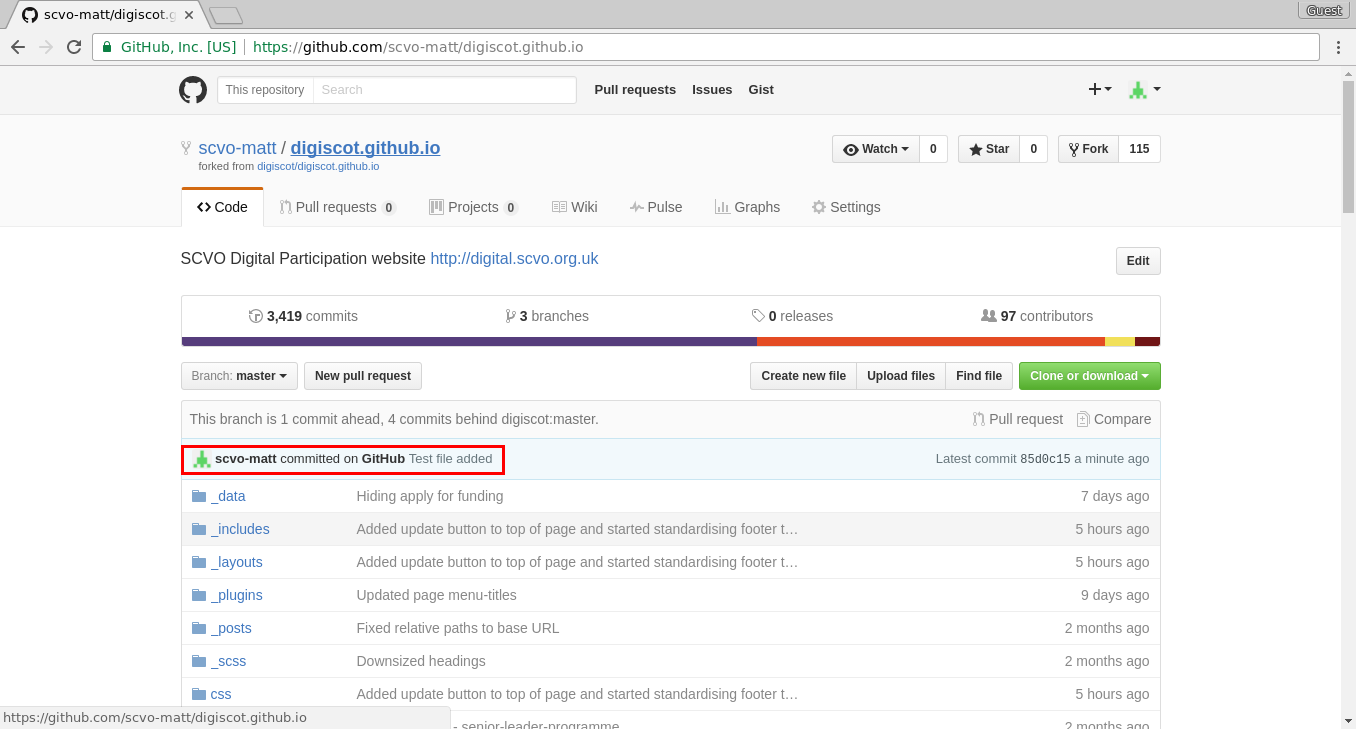 scvo-matt/digiscot.g
Guest
GitHub, Inc. [US] https://github.com/scvo-matt/digiscot.github.io
This repository Search Pull requests Issues Gist
scvo-matt / digiscot.github.io Watch 0 Star 0 Fork 115
forked from digiscot/digiscot.github.io
Code Pull requests 0 Projects 0 Wiki Pulse Graphs Settings
SCVO Digital Participation website http://digital.scvo.org.uk Edit
3,419 commits 3 branches 0 releases 97 contributors
Branch: master New pull request Create new file Upload files Find file Clone or download
This branch is 1 commit ahead, 4 commits behind digiscot:master. Pull request Compare
scvo-matt committed on GitHub Test file added Latest commit 85d0c15 a minute ago
_data Hiding apply for funding 7 days ago
_includes Added update button to top of page and started standardising footer t… 5 hours ago
_layouts Added update button to top of page and started standardising footer t… 5 hours ago
_plugins Updated page menu-titles 9 days ago
_posts Fixed relative paths to base URL 2 months ago
_scss Downsized headings 2 months ago
css Added update button to top of page and started standardising footer t… 5 hours ago
https://github.com/scvo-matt/digiscot.github.io
- senior-leader-programme 2 months ago